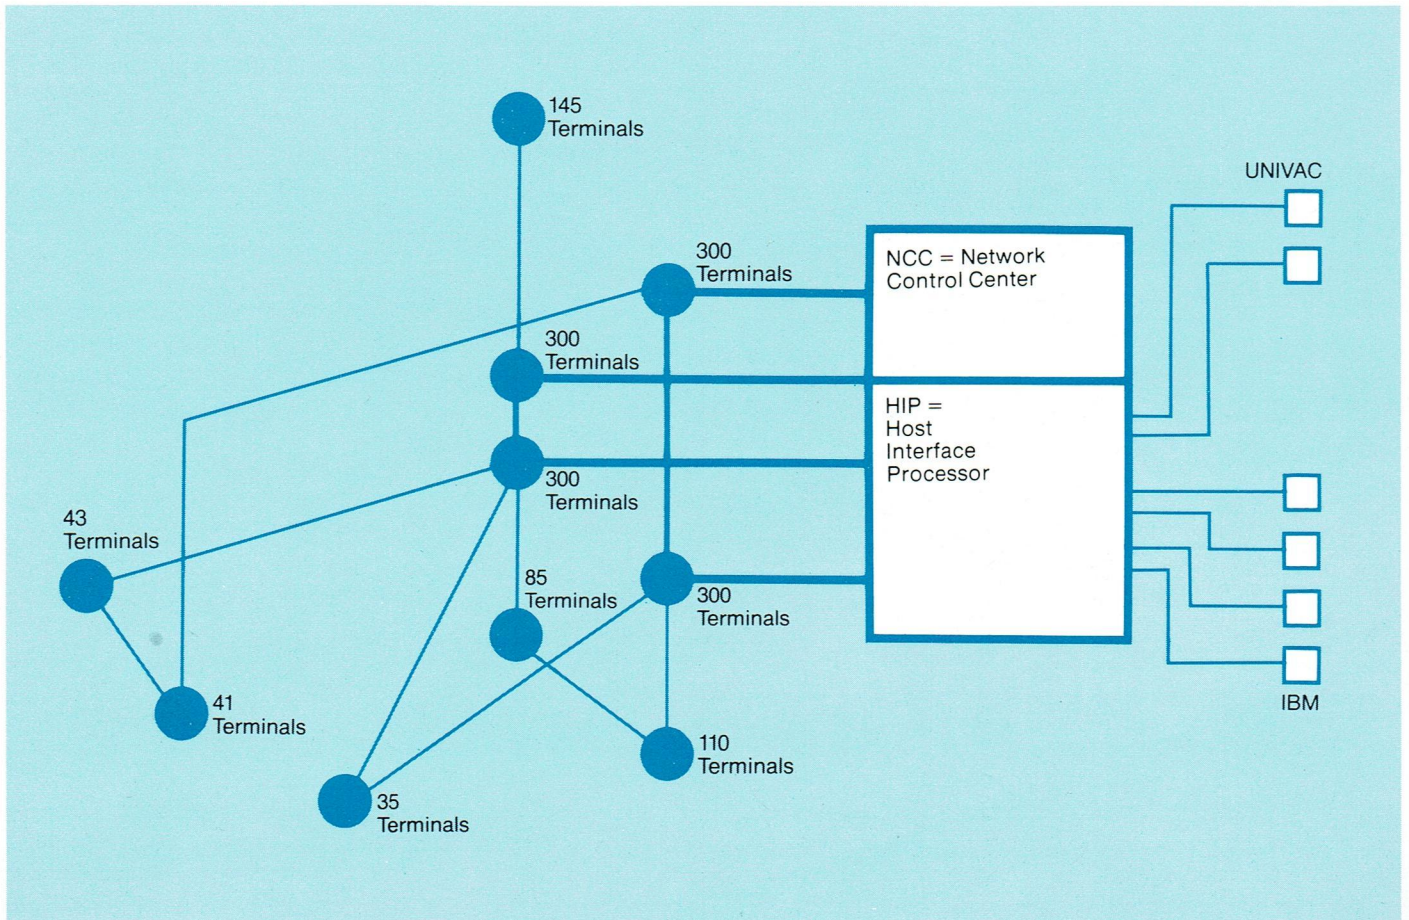 145
Terminals
UNIVAC
300
Terminals
NCC = Network
Control Center
300
Terminals
HIP =
Host
Interface
Processor
300
Terminals
43
Terminals
85
Terminals
300
Terminals
41
Terminals
IBM
110
Terminals
35
Terminals